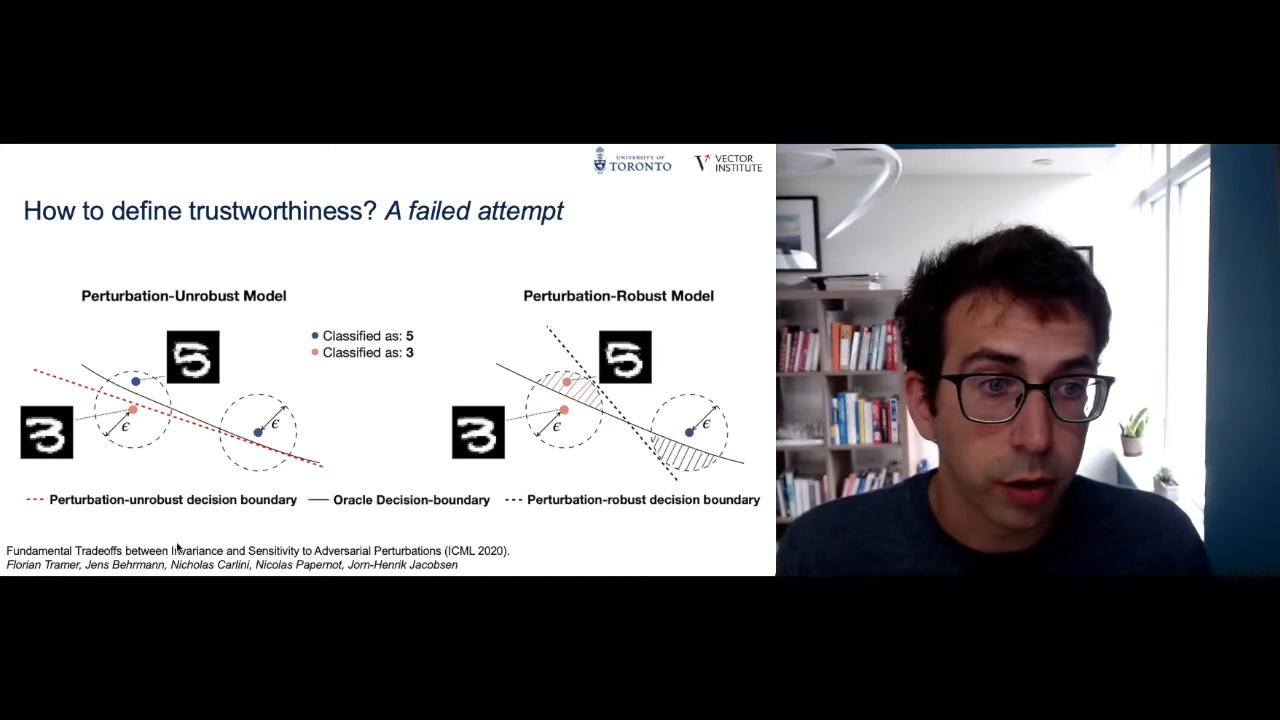 UNIVERSITY OF
TORONTO
VECTOR
INSTITUTE
How to define trustworthiness? A failed attempt
Perturbation-Unrobust Model
Perturbation-Robust Model
Classified as: 5
Classified as: 3
5
5
3
3
ϵ
ϵ
ϵ
ϵ
Perturbation-unrobust decision boundary
Oracle Decision-boundary
Perturbation-robust decision boundary
Fundamental Tradeoffs between Invariance and Sensitivity to Adversarial Perturbations (ICML 2020).
Florian Tramer, Jens Behrmann, Nicholas Carlini, Nicolas Papernot, Jorn-Henrik Jacobsen